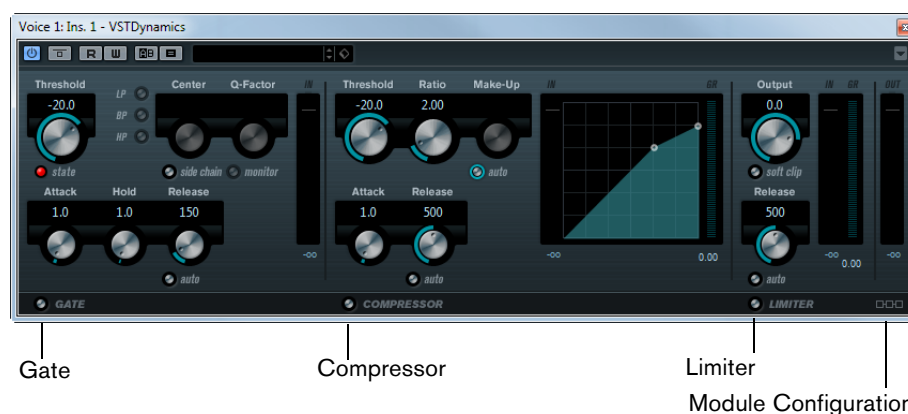 Voice 1: Ins. 1 - VSTDynamics
R W AB
Threshold LP Center Q-Factor IN Threshold Ratio Make-Up IN GR Output IN GR OUT
-20.0 BP -20.0 2.00 0.0
HP
state side chain monitor auto soft clip
Attack Hold Release Attack Release Release
1.0 1.0 150 1.0 500 500
-∞ -∞ 0.00 -∞ 0.00 -∞
auto auto auto
GATE COMPRESSOR LIMITER
Gate Compressor Limiter
Module Configuration